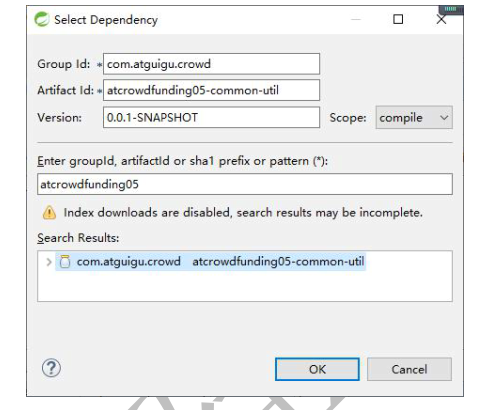 Select Dependency
Group Id: * com.atguigu.crowd
Artifact Id: * atcrowdfunding05-common-util
Version: 0.0.1-SNAPSHOT Scope: compile
Enter groupId, artifactId or sha1 prefix or pattern (*):
atcrowdfunding05
Index downloads are disabled, search results may be incomplete.
Search Results:
com.atguigu.crowd atcrowdfunding05-common-util
OK Cancel